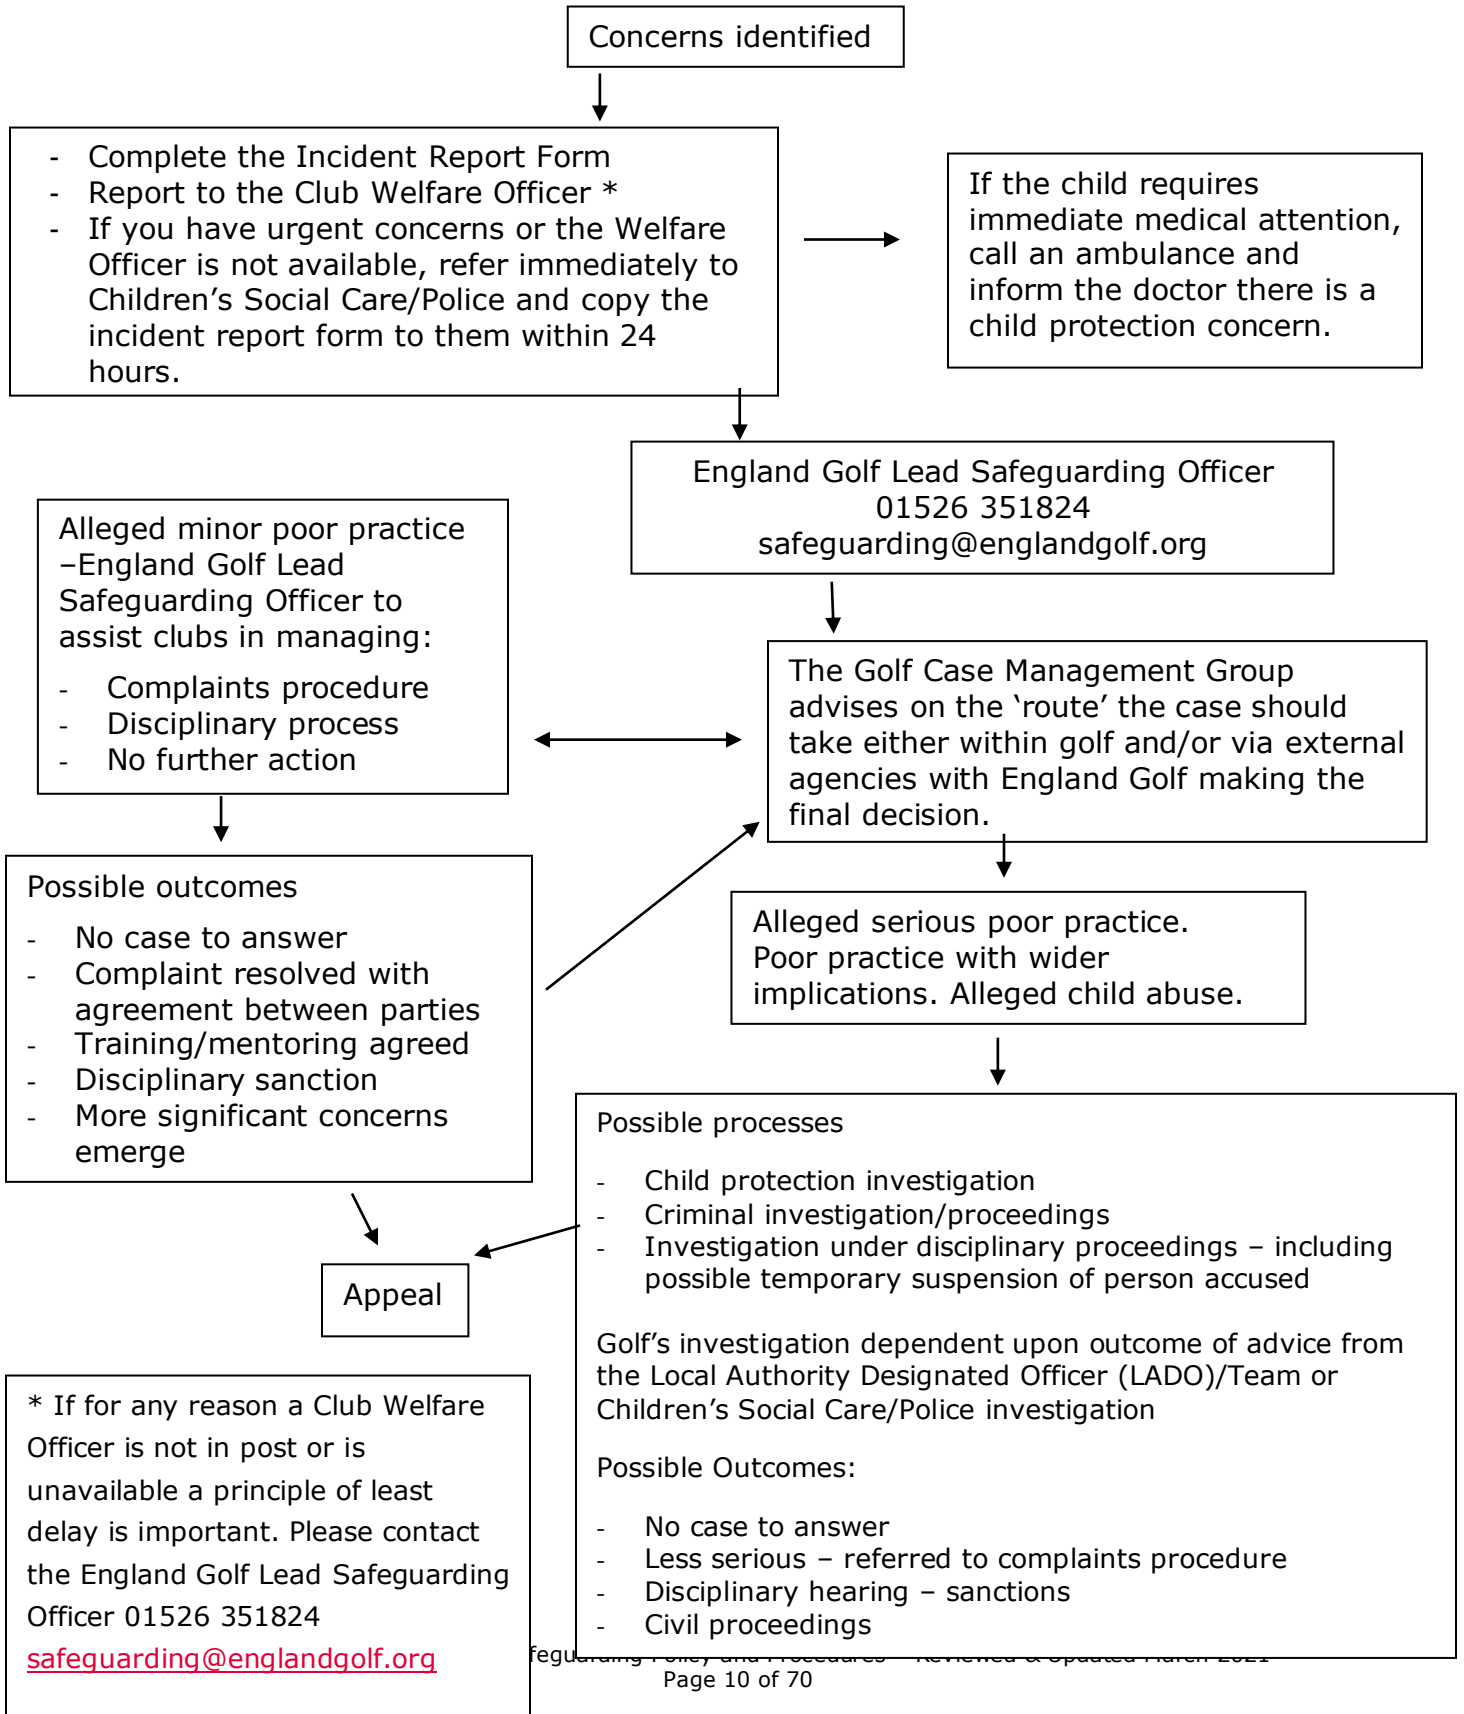 Concerns identified
- Complete the Incident Report Form
- Report to the Club Welfare Officer *
- If you have urgent concerns or the Welfare
Officer is not available, refer immediately to
Children’s Social Care/Police and copy the
incident report form to them within 24
hours.
If the child requires
immediate medical attention,
call an ambulance and
inform the doctor there is a
child protection concern.
England Golf Lead Safeguarding Officer
01526 351824
safeguarding@englandgolf.org
Alleged minor poor practice
–England Golf Lead
Safeguarding Officer to
assist clubs in managing:
- Complaints procedure
- Disciplinary process
- No further action
The Golf Case Management Group
advises on the ‘route’ the case should
take either within golf and/or via external
agencies with England Golf making the
final decision.
Possible outcomes
- No case to answer
- Complaint resolved with
agreement between parties
- Training/mentoring agreed
- Disciplinary sanction
- More significant concerns
emerge
Alleged serious poor practice.
Poor practice with wider
implications. Alleged child abuse.
Possible processes
- Child protection investigation
- Criminal investigation/proceedings
- Investigation under disciplinary proceedings – including
possible temporary suspension of person accused
Golf’s investigation dependent upon outcome of advice from
the Local Authority Designated Officer (LADO)/Team or
Children’s Social Care/Police investigation
Possible Outcomes:
- No case to answer
- Less serious – referred to complaints procedure
- Disciplinary hearing – sanctions
- Civil proceedings
Appeal
* If for any reason a Club Welfare
Officer is not in post or is
unavailable a principle of least
delay is important. Please contact
the England Golf Lead Safeguarding
Officer 01526 351824
safeguarding@englandgolf.org
Page 10 of 70